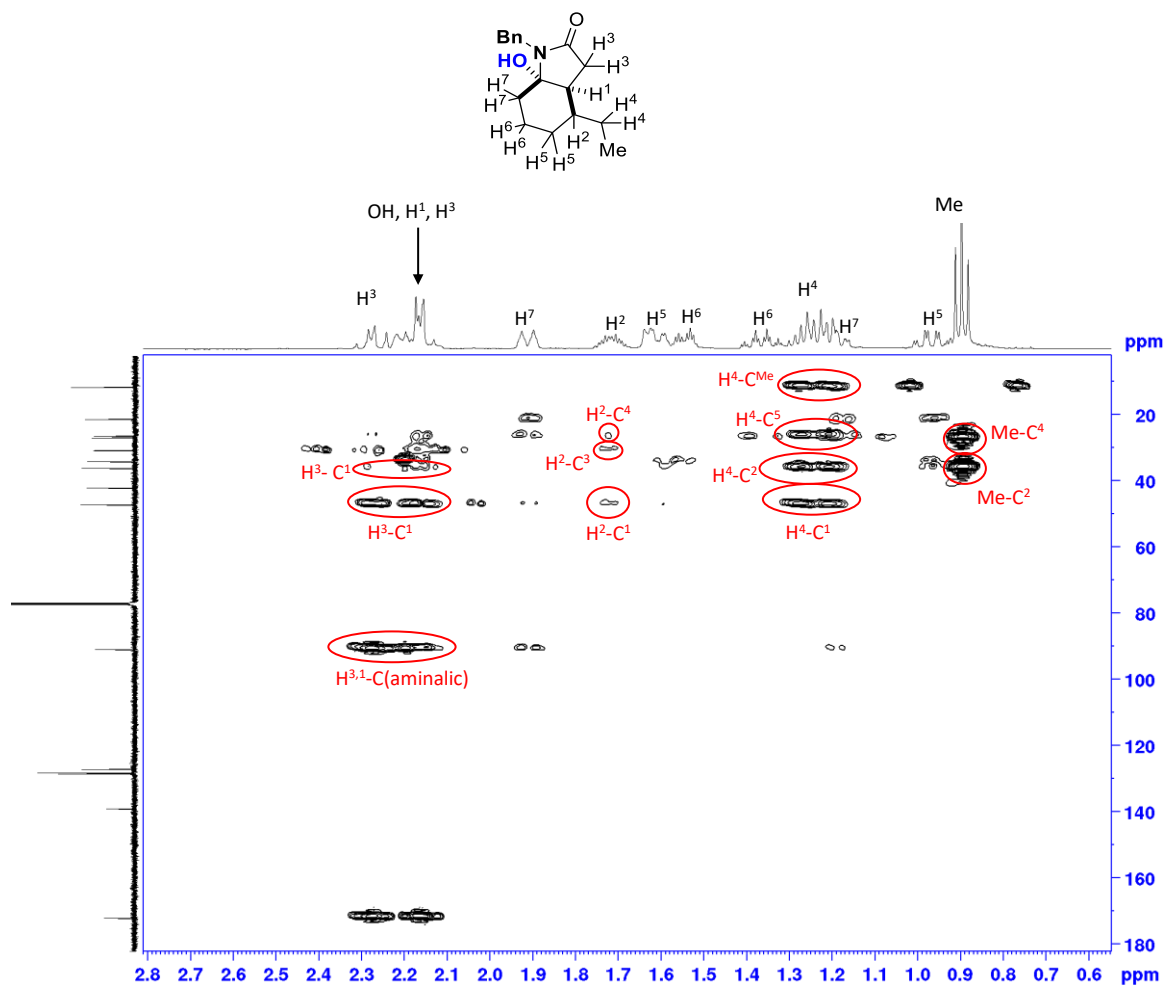 O
Bn
N
H3
HO
H3
H7
H1
H7
H4
H6
H4
H6
H2
Me
H5
H5
OH, H1, H3
Me
H3
H7
H2
H5
H6
H6
H4
H7
H5
ppm
H4-CMe
20
H2-C4
H4-C5
Me-C4
H3- C1
H2-C3
H4-C2
40
Me-C2
H3-C1
H2-C1
H4-C1
60
80
H3,1-C(aminalic)
100
120
140
160
180
2.8 2.7 2.6 2.5 2.4 2.3 2.2 2.1 2.0 1.9 1.8 1.7 1.6 1.5 1.4 1.3 1.2 1.1 1.0 0.9 0.8 0.7 0.6 ppm